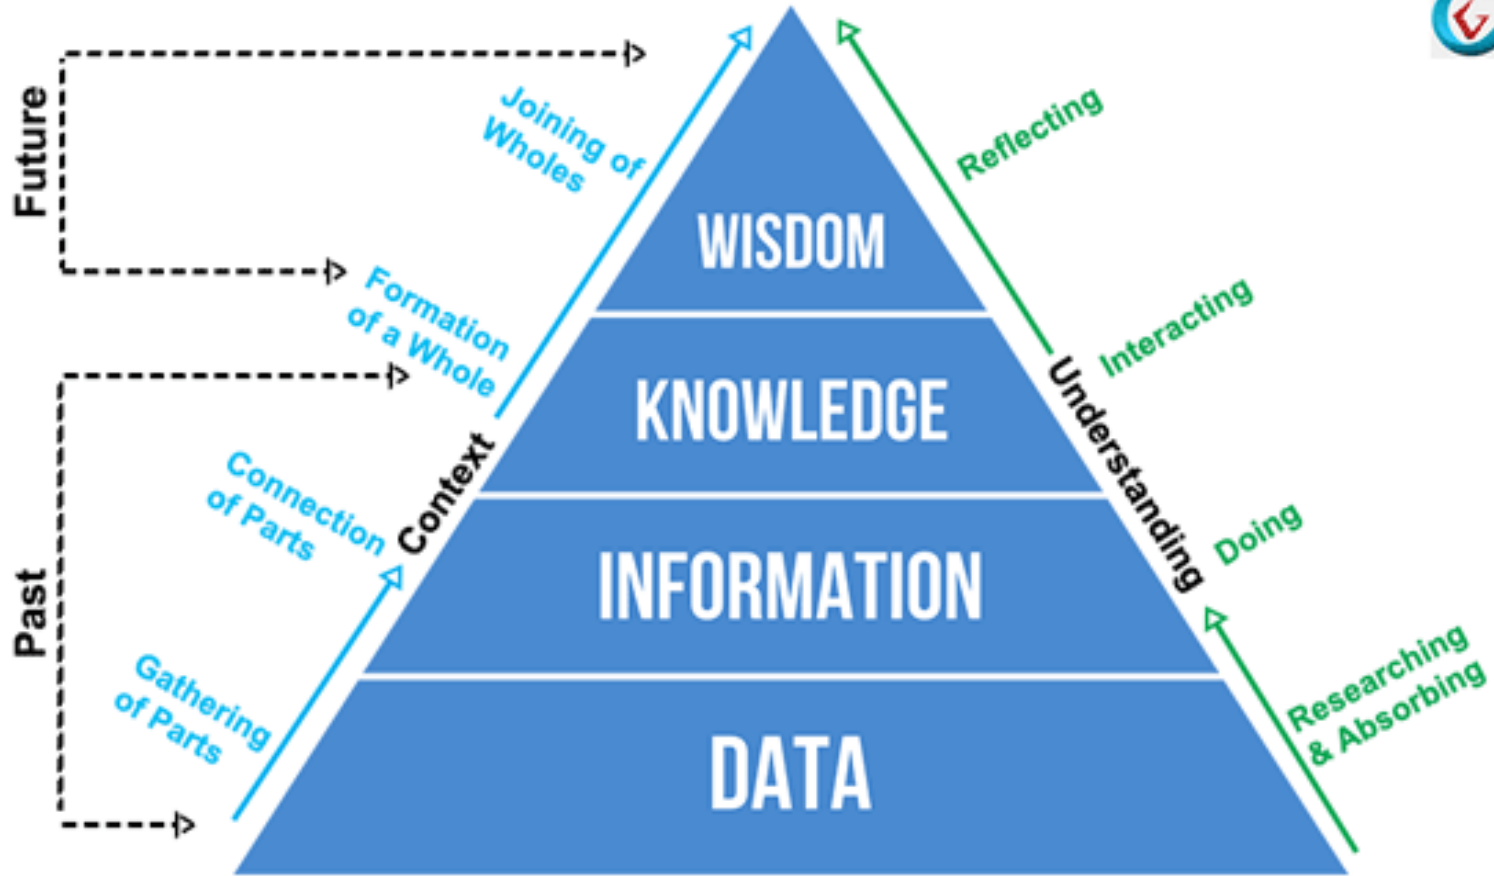 Future
Past
Joining of
Wholes
Formation
of a Whole
Connection
of Parts
Gathering
of Parts
Context
WISDOM
KNOWLEDGE
INFORMATION
DATA
Understanding
Reflecting
Interacting
Doing
Researching
& Absorbing